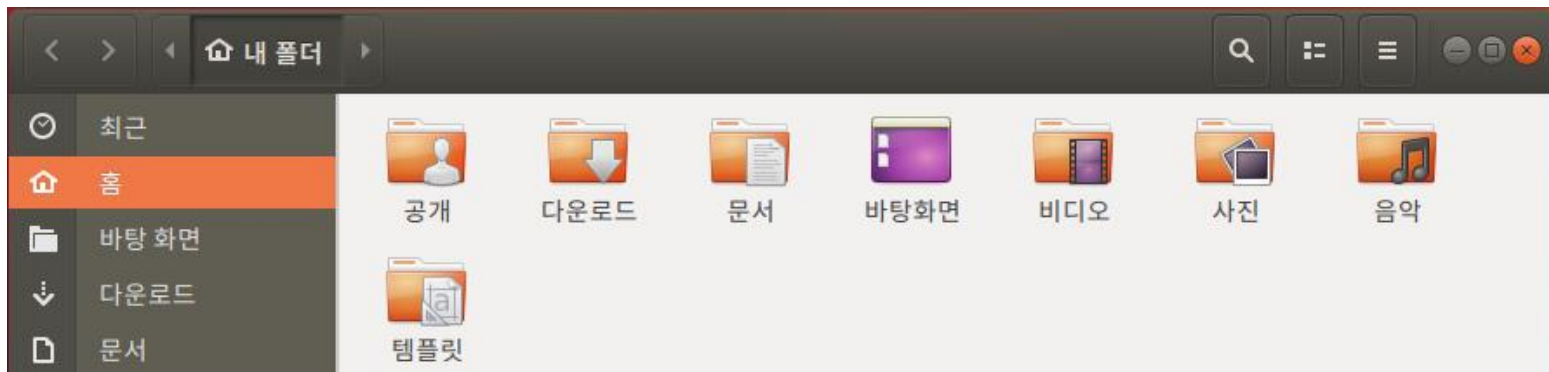 내 폴더
최근
홈
바탕 화면
다운로드
문서
공개
다운로드
문서
바탕화면
비디오
사진
음악
템플릿